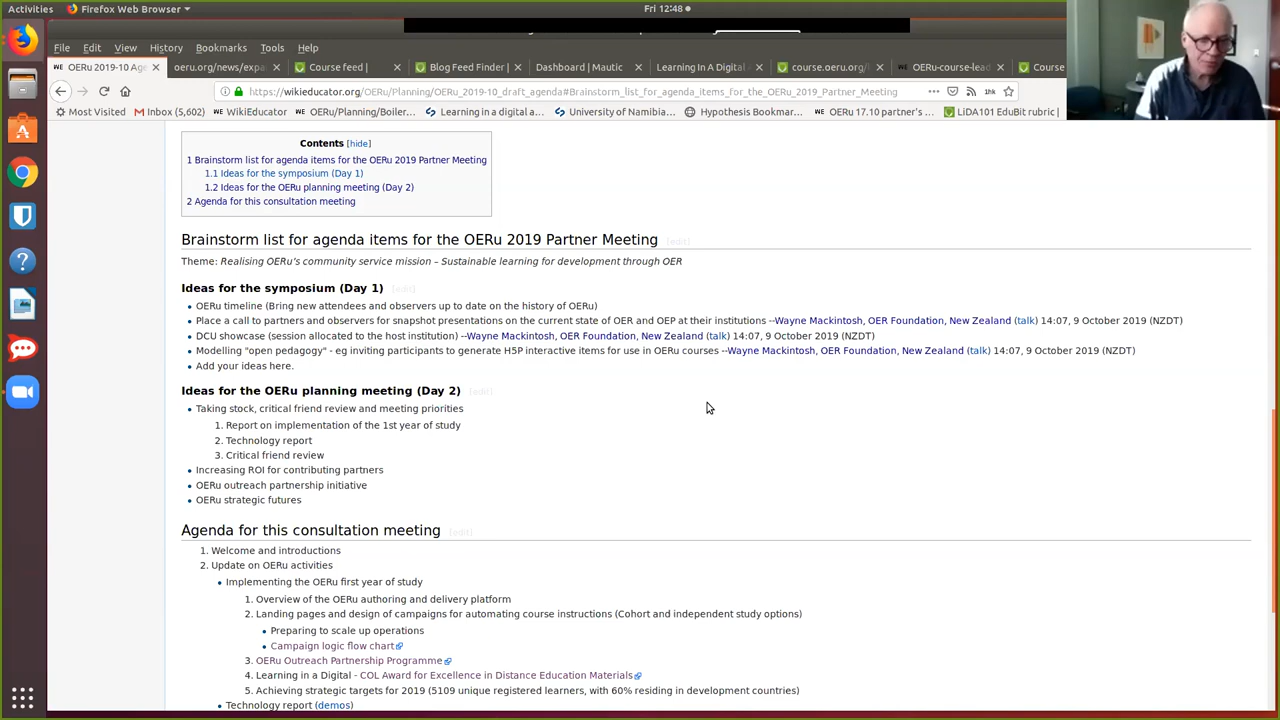 Activities
Firefox Web Browser
Fri 12:48
File Edit View History Bookmarks Tools Help
WE OERu 2019-10 Age
oeru.org/news/expa
Course feed |
Blog Feed Finder |
Dashboard | Mautic
Learning In A Digital
course.oeru.org/
WE OERu-course-lead
Course
https://wikieducator.org/OERu/Planning/OERu_2019-10_draft_agenda#Brainstorm_list_for_agenda_items_for_the_OERu_2019_Partner_Meeting
1hk
Most Visited
Inbox (5,602)
WE WikiEducator
WE OERu/Planning/Boiler...
Learning in a digital a...
University of Namibia...
Hypothesis Bookmar...
WE OERu 17.10 partner's ...
LiDA101 EduBit rubric |
Contents [hide]
1 Brainstorm list for agenda items for the OERu 2019 Partner Meeting
1.1 Ideas for the symposium (Day 1)
1.2 Ideas for the OERu planning meeting (Day 2)
2 Agenda for this consultation meeting
Brainstorm list for agenda items for the OERu 2019 Partner Meeting [edit]
Theme: Realising OERu's community service mission – Sustainable learning for development through OER
Ideas for the symposium (Day 1) [edit]
OERu timeline (Bring new attendees and observers up to date on the history of OERu)
Place a call to partners and observers for snapshot presentations on the current state of OER and OEP at their institutions --Wayne Mackintosh, OER Foundation, New Zealand (talk) 14:07, 9 October 2019 (NZDT)
DCU showcase (session allocated to the host institution) --Wayne Mackintosh, OER Foundation, New Zealand (talk) 14:07, 9 October 2019 (NZDT)
Modelling "open pedagogy" - eg inviting participants to generate H5P interactive items for use in OERu courses --Wayne Mackintosh, OER Foundation, New Zealand (talk) 14:07, 9 October 2019 (NZDT)
Add your ideas here.
Ideas for the OERu planning meeting (Day 2) [edit]
Taking stock, critical friend review and meeting priorities
1. Report on implementation of the 1st year of study
2. Technology report
3. Critical friend review
Increasing ROI for contributing partners
OERu outreach partnership initiative
OERu strategic futures
Agenda for this consultation meeting [edit]
1. Welcome and introductions
2. Update on OERu activities
Implementing the OERu first year of study
1. Overview of the OERu authoring and delivery platform
2. Landing pages and design of campaigns for automating course instructions (Cohort and independent study options)
Preparing to scale up operations
Campaign logic flow chart
3. OERu Outreach Partnership Programme
4. Learning in a Digital - COL Award for Excellence in Distance Education Materials
5. Achieving strategic targets for 2019 (5109 unique registered learners, with 60% residing in development countries)
Technology report (demos)